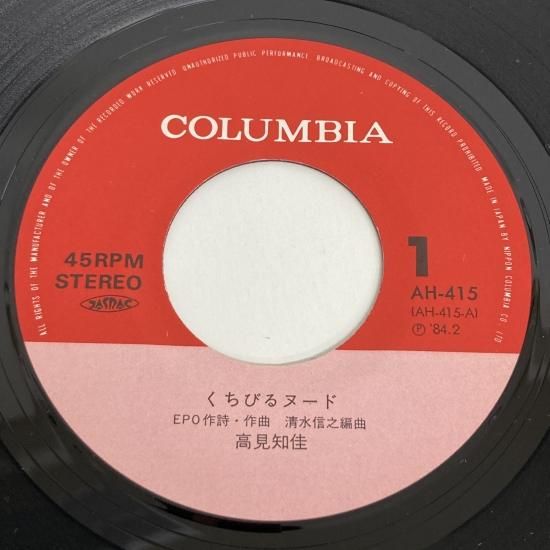 ALL RIGHTS OF THE MANUFACTURER AND OF THE OWNER OF THE RECORDED WORK RESERVED UNAUTHORIZED PUBLIC PERFORMANCE. BROADCASTING AND COPYING OF THIS RECORD PROHIBITED MADE IN JAPAN BY NIPPON COLUMBIA CO. LTD.
COLUMBIA
45RPM
STEREO
JASRAC
1
AH-415
(AH-415-A)
Ⓟ '84.2
くちびるヌード
EPO作詩・作曲 清水信之編曲
高見知佳